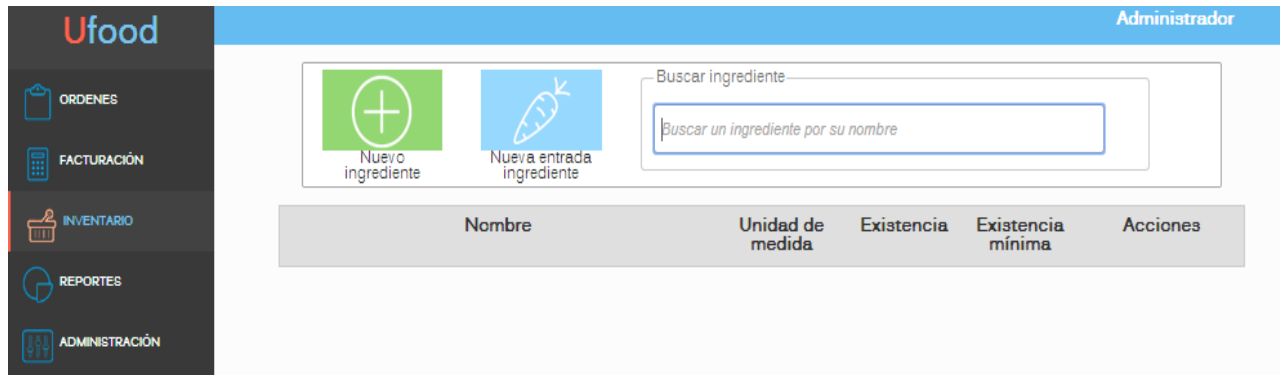 Ufood
Administrador
ORDENES
FACTURACIÓN
INVENTARIO
REPORTES
ADMINISTRACIÓN
Nuevo
ingrediente
Nueva entrada
ingrediente
Buscar ingrediente
Buscar un ingrediente por su nombre
Nombre
Unidad de
medida
Existencia
Existencia
mínima
Acciones